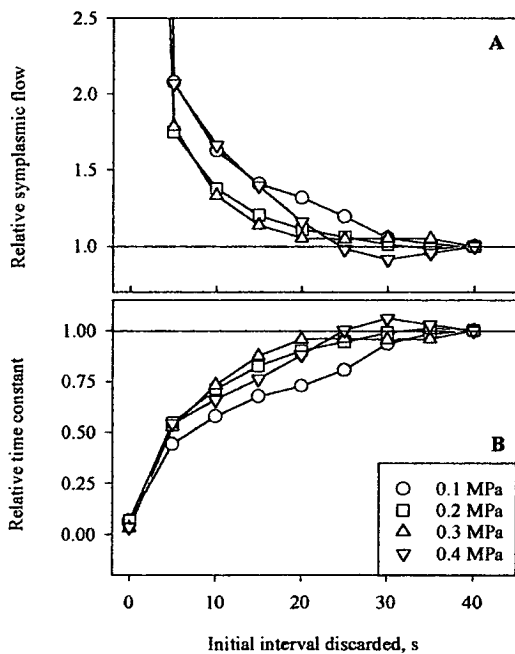 A
Relative symplasmic flow
2.5
2.0
1.5
1.0
B
Relative time constant
1.00
0.75
0.50
0.25
0.00
0.1 MPa
0.2 MPa
0.3 MPa
0.4 MPa
0 10 20 30 40
Initial interval discarded, s